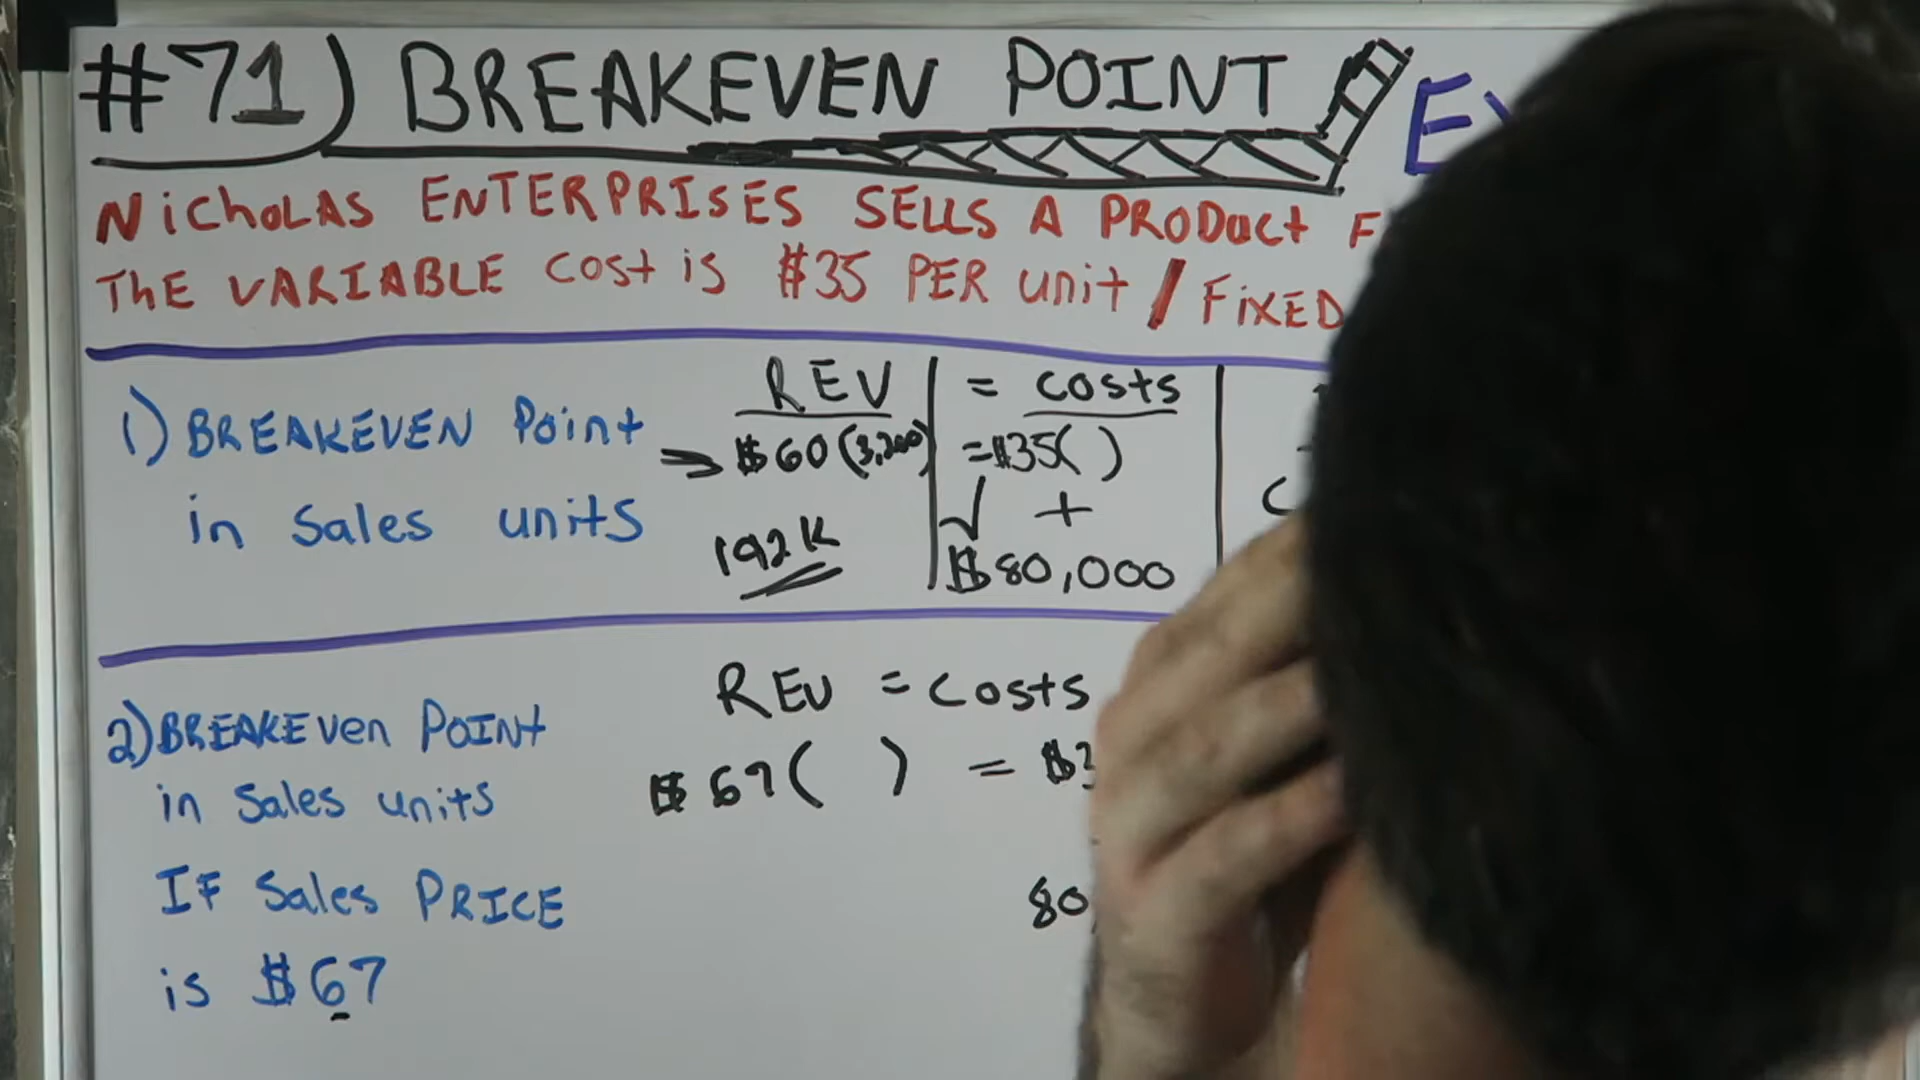 #71) BREAKEVEN POINT
NicholAS ENTERPRISES SELLS A PRODuct
The VARIABLE cost is $35 PER unit / FiXED
1) BREAKEVEN Point
in Sales units
REV = costs
$60 (3,200) = $35( )
+
192K
$80,000
2) BREAKEven POINT
in Sales units
IF Sales PRICE
is $67
REV = costs
$67( ) =
80,